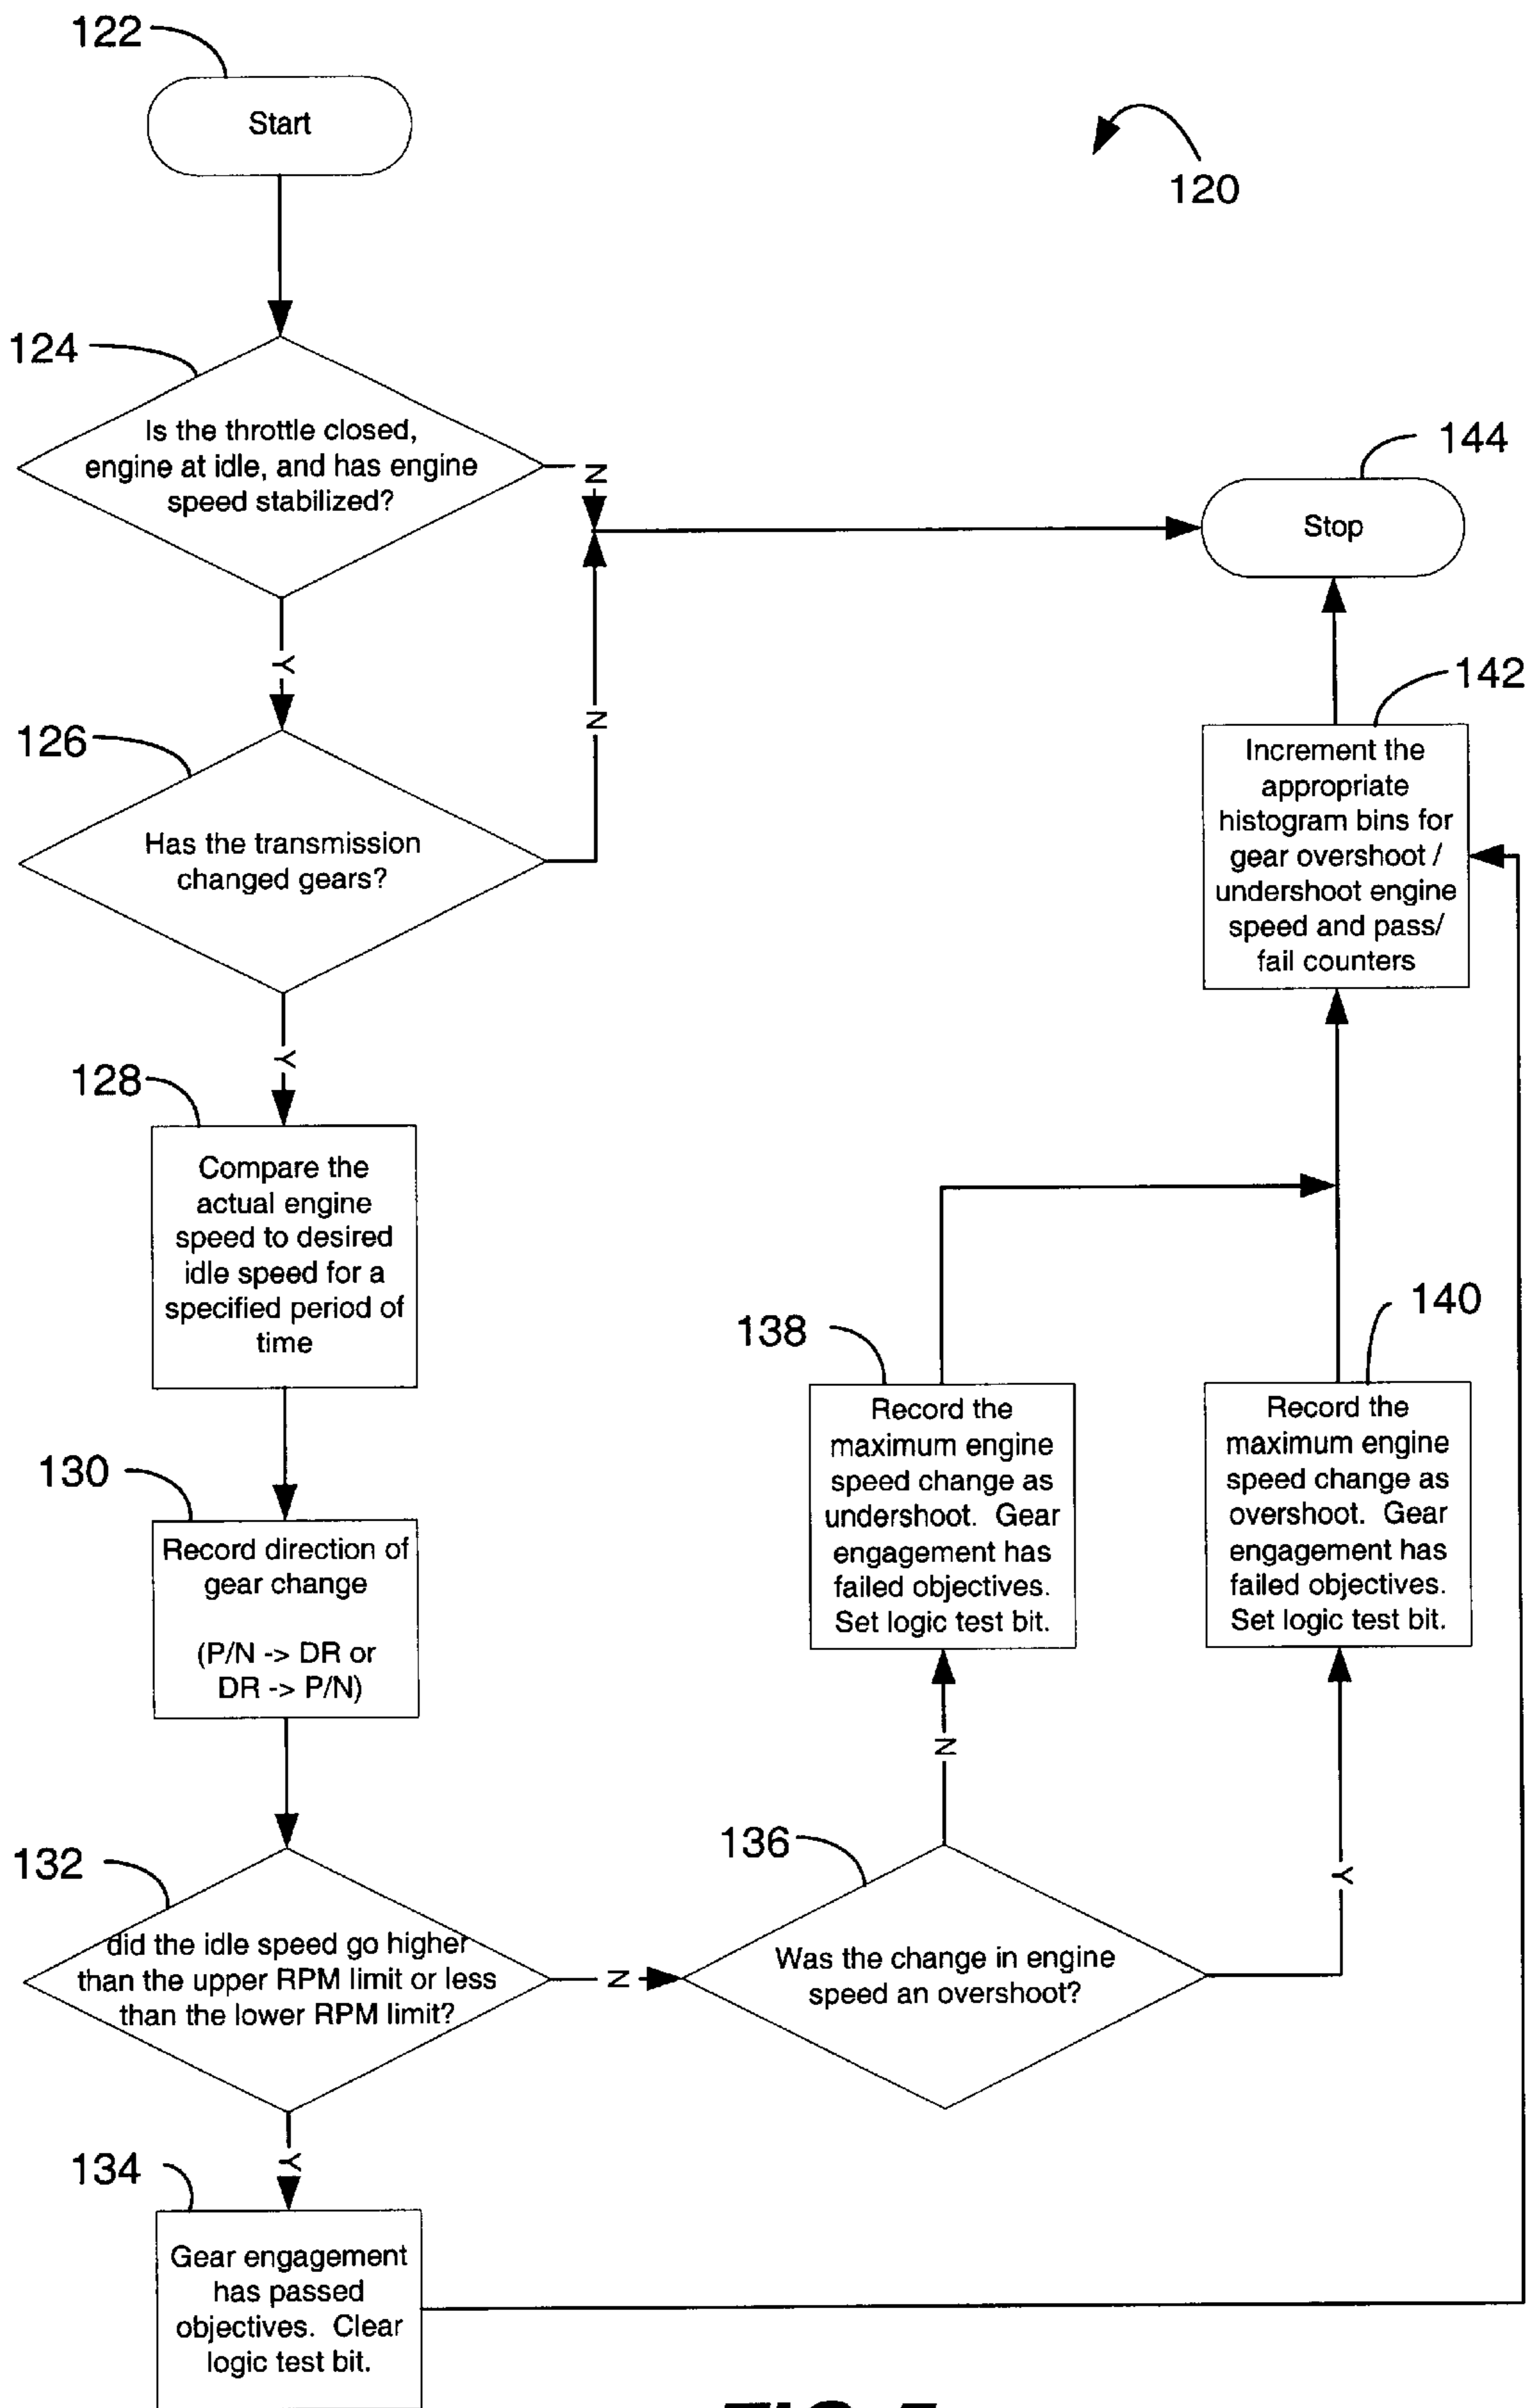 122
Start
120
124
Is the throttle closed,
engine at idle, and has engine
speed stabilized?
N
144
Stop
Y
N
142
Increment the
appropriate
histogram bins for
gear overshoot /
undershoot engine
speed and pass/
fail counters
126
Has the transmission
changed gears?
Y
128
Compare the
actual engine
speed to desired
idle speed for a
specified period of
time
130
Record direction of
gear change
(P/N -> DR or
DR -> P/N)
138
Record the
maximum engine
speed change as
undershoot. Gear
engagement has
failed objectives.
Set logic test bit.
140
Record the
maximum engine
speed change as
overshoot. Gear
engagement has
failed objectives.
Set logic test bit.
N
Y
132
did the idle speed go higher
than the upper RPM limit or less
than the lower RPM limit?
N
136
Was the change in engine
speed an overshoot?
Y
134
Gear engagement
has passed
objectives. Clear
logic test bit.